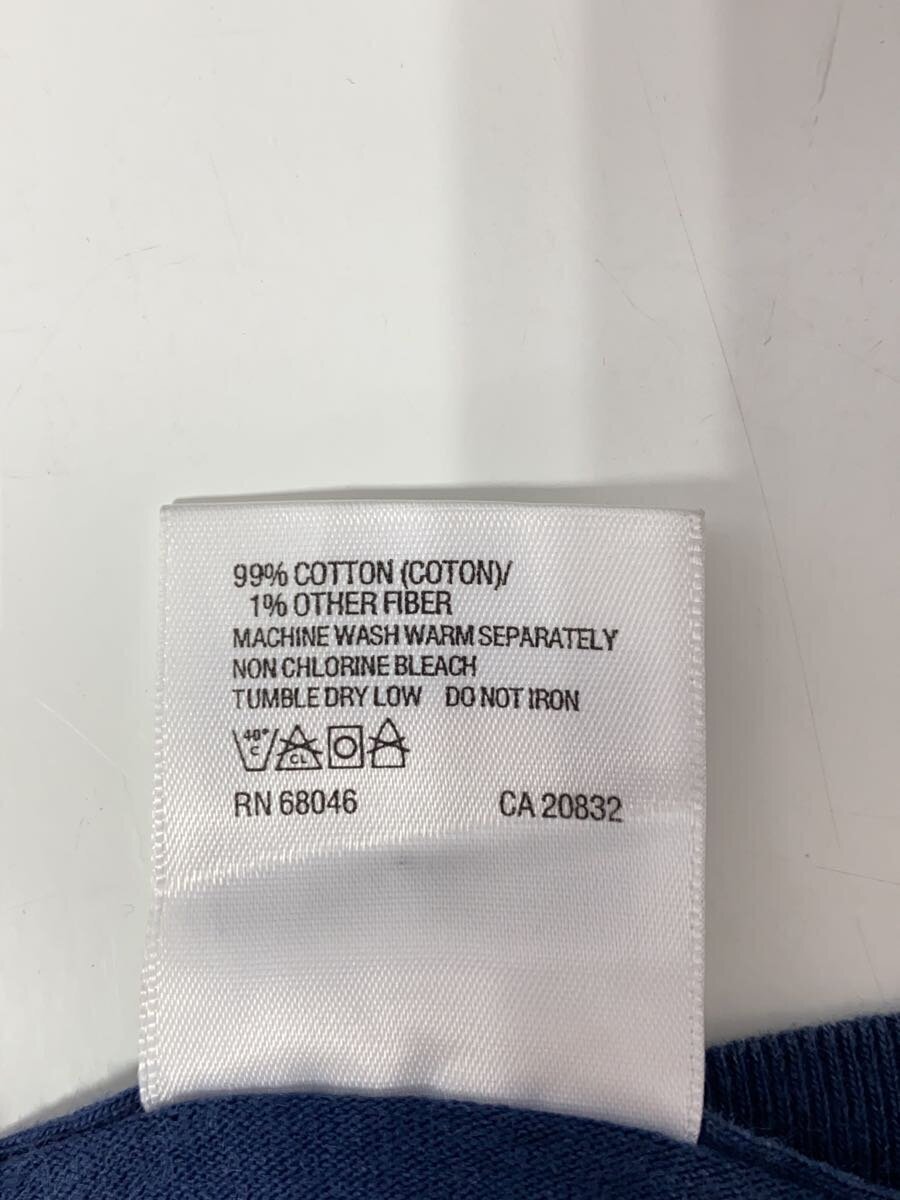 99% COTTON (COTON)/
1% OTHER FIBER
MACHINE WASH WARM SEPARATELY
NON CHLORINE BLEACH
TUMBLE DRY LOW DO NOT IRON
40° C CL
RN 68046 CA 20832